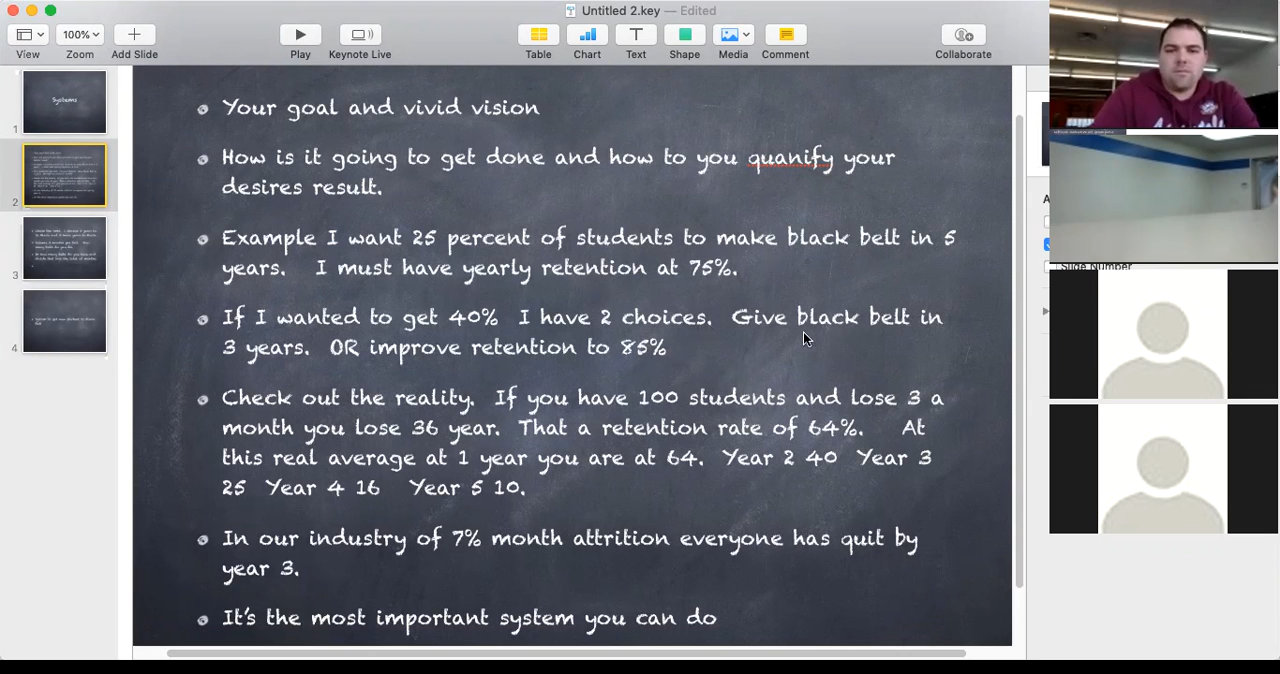 Untitled 2.key — Edited
100%
View
Zoom
Add Slide
Play
Keynote Live
Table
Chart
Text
Shape
Media
Comment
Collaborate
Systems
1
2
3
4
Your goal and vivid vision
How is it going to get done and how to you quanify your
desires result.
Example I want 25 percent of students to make black belt in 5
years. I must have yearly retention at 75%.
If I wanted to get 40% I have 2 choices. Give black belt in
3 years. OR improve retention to 85%
Check out the reality. If you have 100 students and lose 3 a
month you lose 36 year. That a retention rate of 64%. At
this real average at 1 year you are at 64. Year 2 40 Year 3
25 Year 4 16 Year 5 10.
In our industry of 7% month attrition everyone has quit by
year 3.
It's the most important system you can do
Slide Number